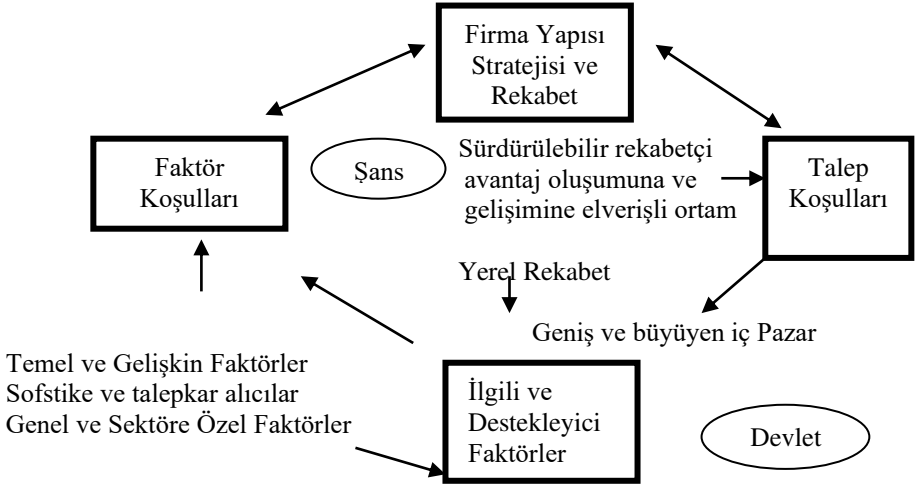 Firma Yapısı
Stratejisi ve
Rekabet
Faktör
Koşulları
Şans
Sürdürülebilir rekabetçi
avantaj oluşumuna ve
gelişimine elverişli ortam
Talep
Koşulları
Yerel Rekabet
Geniş ve büyüyen iç Pazar
Temel ve Gelişkin Faktörler
Sofstike ve talepkar alıcılar
Genel ve Sektöre Özel Faktörler
İlgili ve
Destekleyici
Faktörler
Devlet